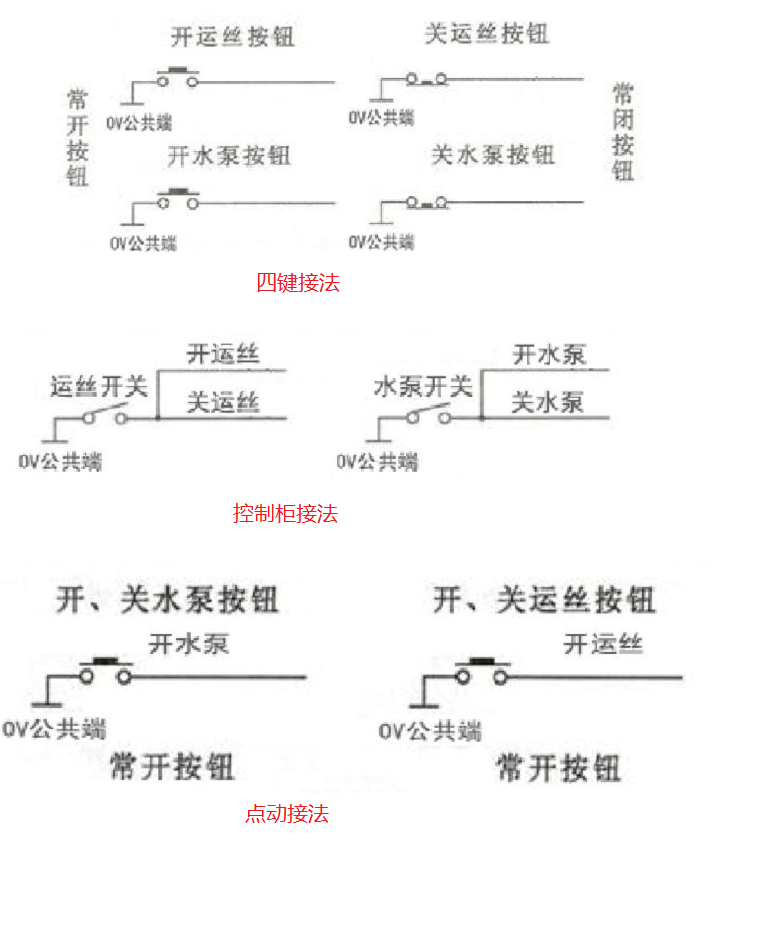 开运丝按钮
关运丝按钮
常开按钮
0V公共端
0V公共端
常闭按钮
开水泵按钮
关水泵按钮
0V公共端
0V公共端
四键接法
开运丝
开水泵
运丝开关
关运丝
水泵开关
关水泵
0V公共端
0V公共端
控制柜接法
开、关水泵按钮
开、关运丝按钮
开水泵
开运丝
0V公共端
0V公共端
常开按钮
常开按钮
点动接法